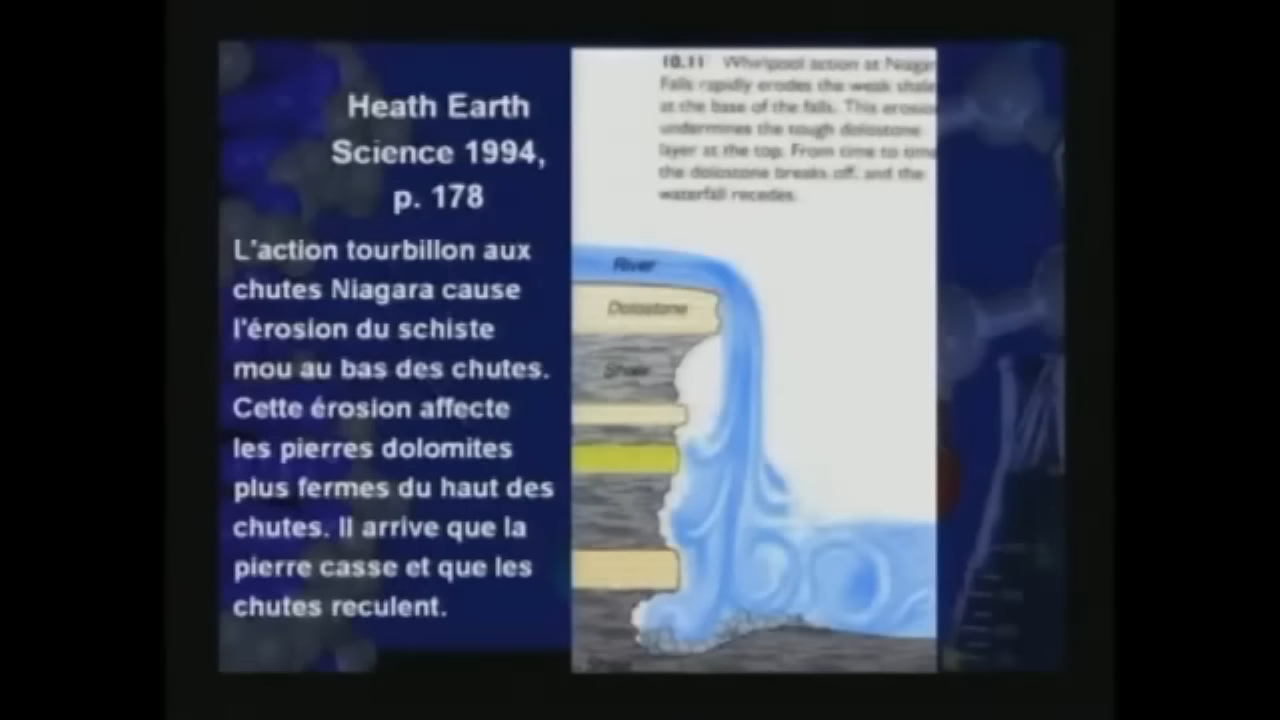 Heath Earth
Science 1994,
p. 178
L'action tourbillon aux
chutes Niagara cause
l'érosion du schiste
mou au bas des chutes.
Cette érosion affecte
les pierres dolomites
plus fermes du haut des
chutes. Il arrive que la
pierre casse et que les
chutes reculent.
10.11 Whirlpool action at Niagar
Falls rapidly erodes the weak shale
at the base of the falls. This erosio
undermines the tough dolostone
layer at the top. From time to time
the dolostone breaks off, and the
waterfall recedes.
River
Dolostone
Shale